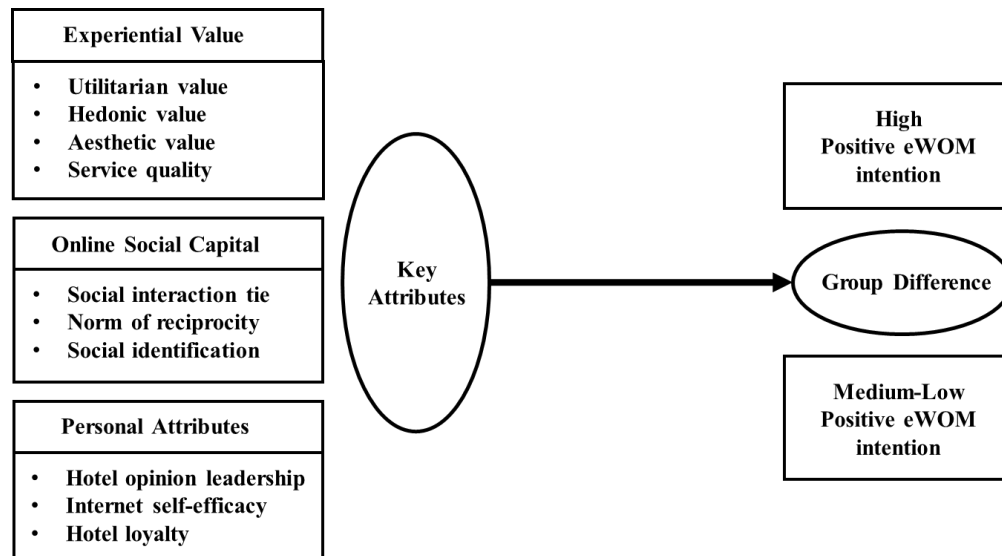 Experiential Value
• Utilitarian value
• Hedonic value
• Aesthetic value
• Service quality
Online Social Capital
• Social interaction tie
• Norm of reciprocity
• Social identification
Personal Attributes
• Hotel opinion leadership
• Internet self-efficacy
• Hotel loyalty
Key
Attributes
High
Positive eWOM
intention
Group Difference
Medium-Low
Positive eWOM
intention